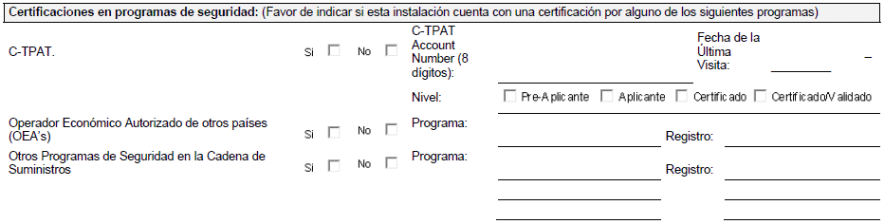 Certificaciones en programas de seguridad: (Favor de indicar si esta instalación cuenta con una certificación por alguno de los siguientes programas)
C-TPAT. Si No C-TPAT Account Number (8 dígitos): Fecha de la Última Visita: –
Nivel: Pre-Aplicante Aplicante Certificado Certificado/Validado
Operador Económico Autorizado de otros países (OEA's) Si No Programa: Registro:
Otros Programas de Seguridad en la Cadena de Suministros Si No Programa: Registro: